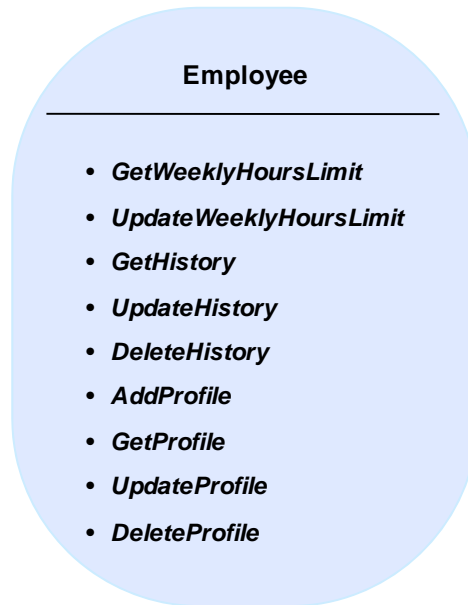 Employee
• GetWeeklyHoursLimit
• UpdateWeeklyHoursLimit
• GetHistory
• UpdateHistory
• DeleteHistory
• AddProfile
• GetProfile
• UpdateProfile
• DeleteProfile